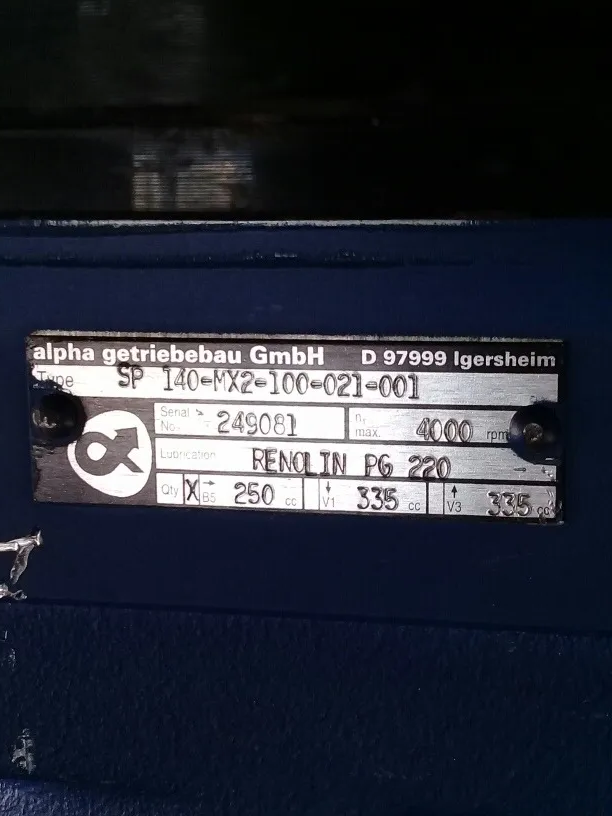 alpha getriebebau GmbH D 97999 Igersheim
Type SP 140-MX2-100-021-001
Serial No. 249081 n1 max. 4000 rpm
Lubrication RENOLIN PG 220
Qty X B5 250 cc V1 335 cc V3 335 cc